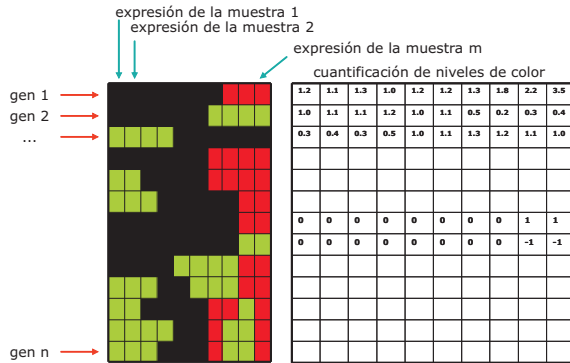 expresión de la muestra 1
expresión de la muestra 2
expresión de la muestra m
cuantificación de niveles de color
gen 1
1.2 1.1 1.3 1.0 1.2 1.2 1.3 1.8 2.2 3.5
gen 2
1.0 1.1 1.1 1.2 1.0 1.1 0.5 0.2 0.3 0.4
...
0.3 0.4 0.3 0.5 1.0 1.1 1.3 1.2 1.1 1.0
0 0 0 0 0 0 0 0 1 1
0 0 0 0 0 0 0 0 -1 -1
gen n